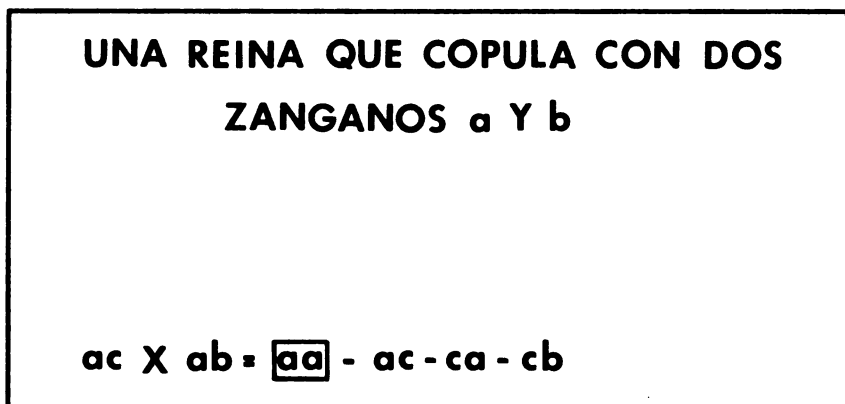 UNA REINA QUE COPULA CON DOS
ZANGANOS a Y b
ac X ab = aa - ac - ca - cb